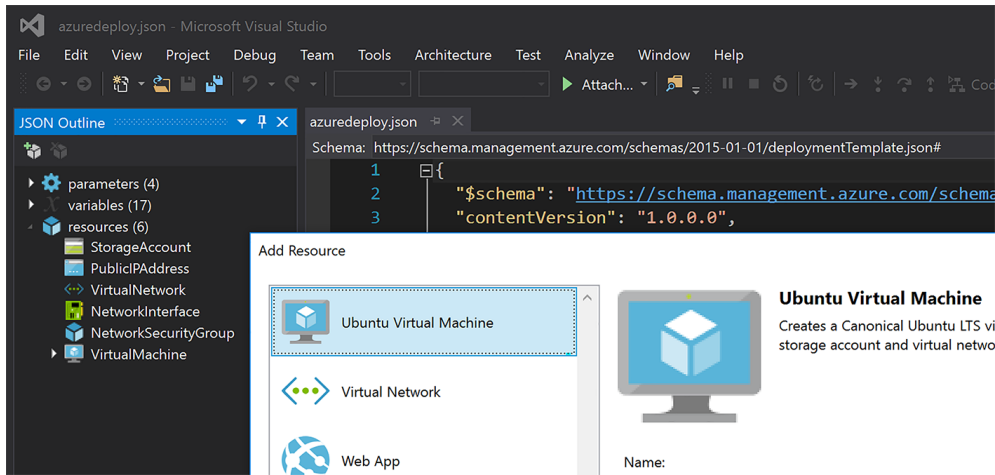 azuredeploy.json - Microsoft Visual Studio
File Edit View Project Debug Team Tools Architecture Test Analyze Window Help
Attach...
JSON Outline
azuredeploy.json
Schema: https://schema.management.azure.com/schemas/2015-01-01/deploymentTemplate.json#
1 {
2 "$schema": "https://schema.management.azure.com/schema
3 "contentVersion": "1.0.0.0",
parameters (4)
variables (17)
resources (6)
StorageAccount
PublicIPAddress
VirtualNetwork
NetworkInterface
NetworkSecurityGroup
VirtualMachine
Add Resource
Ubuntu Virtual Machine
Virtual Network
Web App
Ubuntu Virtual Machine
Creates a Canonical Ubuntu LTS
storage account and virtual
Name: